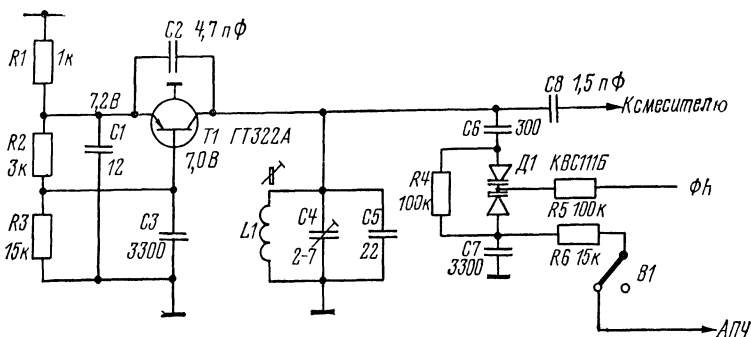 C2 4,7 пФ
R1 1к
7,2В
C1
12
T1 ГТ322А
7,0В
R2
3к
R3
15к
C3
3300
L1
C4
2-7
C5
22
C8 1,5 пФ
К смесителю
C6
300
Д1
КВС111Б
R4
100к
R5 100к
Фh
C7
3300
R6 15к
В1
АПЧ